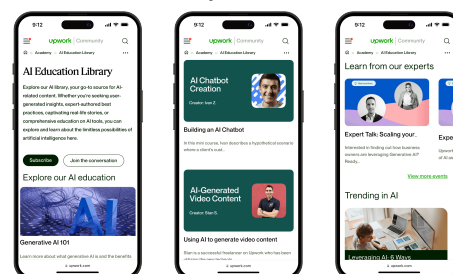 9:12
upwork | Community
Academy
AI Education Library
AI Education Library
Explore our AI library, your go-to source for AI-
related content. Whether you're seeking user-
generated insights, expert-authored best
practices, captivating real-life stories, or
comprehensive education on AI tools, you can
explore and learn about the limitless possibilities of
artificial intelligence here.
Subscribe
Join the conversation
Explore our AI education
AI
Generative AI 101
Learn more about what generative AI is and the benefits
upwork.com
9:12
upwork | Community
Academy
AI Education Library
AI Chatbot
Creation
Creator: Ivan Z.
Building an AI Chatbot
In this mini course, Ivan describes a hypothetical scenario
where a client's cust...
AI-Generated
Video Content
Creator: Stan S.
Using AI to generate video content
Stan is a successful freelancer on Upwork who has been
upwork.com
9:12
upwork | Community
Academy
AI Education Library
Learn from our experts
Expert Talk: Scaling your..
Interested in finding out how business
owners are leveraging Generative AI?
Ready...
Expe
Upwor
of AI ex
View more events
Trending in AI
Leveraging AI: 6 Ways
upwork.com